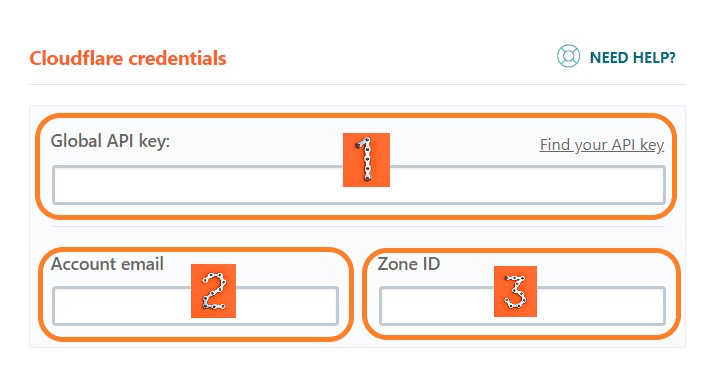 Cloudflare credentials
NEED HELP?
Global API key:
Find your API key
1
Account email
Zone ID
2
3